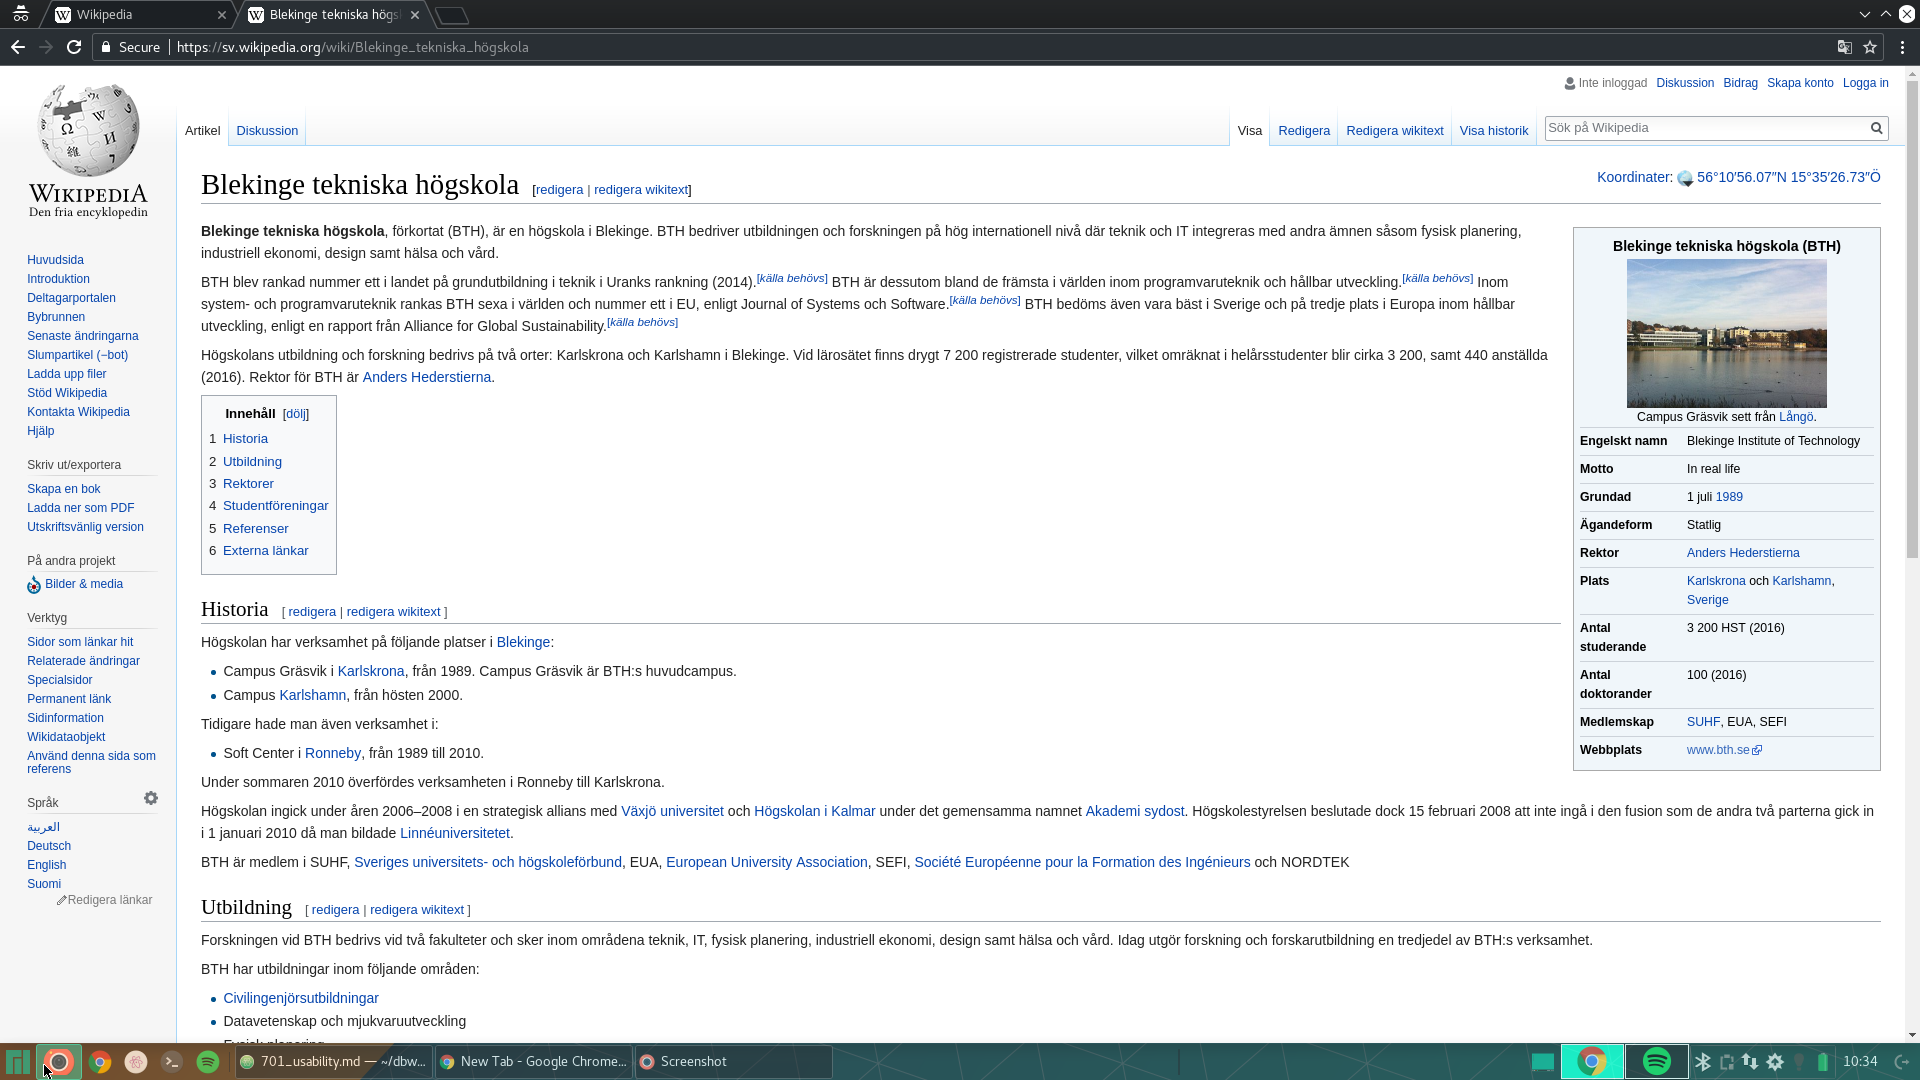 Wikipedia
Blekinge tekniska högs
Secure
https://sv.wikipedia.org/wiki/Blekinge_tekniska_högskola
Inte inloggad Diskussion Bidrag Skapa konto Logga in
Artikel Diskussion
Visa Redigera Redigera wikitext Visa historik
Sök på Wikipedia
WIKIPEDIA
Den fria encyklopedin
Huvudsida
Introduktion
Deltagarportalen
Bybrunnen
Senaste ändringarna
Slumpartikel (−bot)
Ladda upp filer
Stöd Wikipedia
Kontakta Wikipedia
Hjälp
Skriv ut/exportera
Skapa en bok
Ladda ner som PDF
Utskriftsvänlig version
På andra projekt
Bilder & media
Verktyg
Sidor som länkar hit
Relaterade ändringar
Specialsidor
Permanent länk
Sidinformation
Wikidataobjekt
Använd denna sida som
referens
Språk
العربية
Deutsch
English
Suomi
Redigera länkar
Blekinge tekniska högskola [redigera | redigera wikitext]
Koordinater: 56°10′56.07″N 15°35′26.73″Ö
Blekinge tekniska högskola, förkortat (BTH), är en högskola i Blekinge. BTH bedriver utbildningen och forskningen på hög internationell nivå där teknik och IT integreras med andra ämnen såsom fysisk planering,
industriell ekonomi, design samt hälsa och vård.
BTH blev rankad nummer ett i landet på grundutbildning i teknik i Uranks rankning (2014).[källa behövs] BTH är dessutom bland de främsta i världen inom programvaruteknik och hållbar utveckling.[källa behövs] Inom
system- och programvaruteknik rankas BTH sexa i världen och nummer ett i EU, enligt Journal of Systems och Software.[källa behövs] BTH bedöms även vara bäst i Sverige och på tredje plats i Europa inom hållbar
utveckling, enligt en rapport från Alliance for Global Sustainability.[källa behövs]
Högskolans utbildning och forskning bedrivs på två orter: Karlskrona och Karlshamn i Blekinge. Vid lärosätet finns drygt 7 200 registrerade studenter, vilket omräknat i helårsstudenter blir cirka 3 200, samt 440 anställda
(2016). Rektor för BTH är Anders Hederstierna.
Innehåll [dölj]
1 Historia
2 Utbildning
3 Rektorer
4 Studentföreningar
5 Referenser
6 Externa länkar
Historia [ redigera | redigera wikitext ]
Högskolan har verksamhet på följande platser i Blekinge:
Campus Gräsvik i Karlskrona, från 1989. Campus Gräsvik är BTH:s huvudcampus.
Campus Karlshamn, från hösten 2000.
Tidigare hade man även verksamhet i:
Soft Center i Ronneby, från 1989 till 2010.
Under sommaren 2010 överfördes verksamheten i Ronneby till Karlskrona.
Högskolan ingick under åren 2006–2008 i en strategisk allians med Växjö universitet och Högskolan i Kalmar under det gemensamma namnet Akademi sydost. Högskolestyrelsen beslutade dock 15 februari 2008 att inte ingå i den fusion som de andra två parterna gick in
i 1 januari 2010 då man bildade Linnéuniversitetet.
BTH är medlem i SUHF, Sveriges universitets- och högskoleförbund, EUA, European University Association, SEFI, Société Européenne pour la Formation des Ingénieurs och NORDTEK
Utbildning [ redigera | redigera wikitext ]
Forskningen vid BTH bedrivs vid två fakulteter och sker inom områdena teknik, IT, fysisk planering, industriell ekonomi, design samt hälsa och vård. Idag utgör forskning och forskarutbildning en tredjedel av BTH:s verksamhet.
BTH har utbildningar inom följande områden:
Civilingenjörsutbildningar
Datavetenskap och mjukvaruutveckling
Fysisk planering
Blekinge tekniska högskola (BTH)
Campus Gräsvik sett från Långö.
Engelskt namn Blekinge Institute of Technology
Motto In real life
Grundad 1 juli 1989
Ägandeform Statlig
Rektor Anders Hederstierna
Plats Karlskrona och Karlshamn,
Sverige
Antal 3 200 HST (2016)
studerande
Antal 100 (2016)
doktorander
Medlemskap SUHF, EUA, SEFI
Webbplats www.bth.se
701_usability.md — ~/dbw...
New Tab - Google Chrome...
Screenshot
10:34